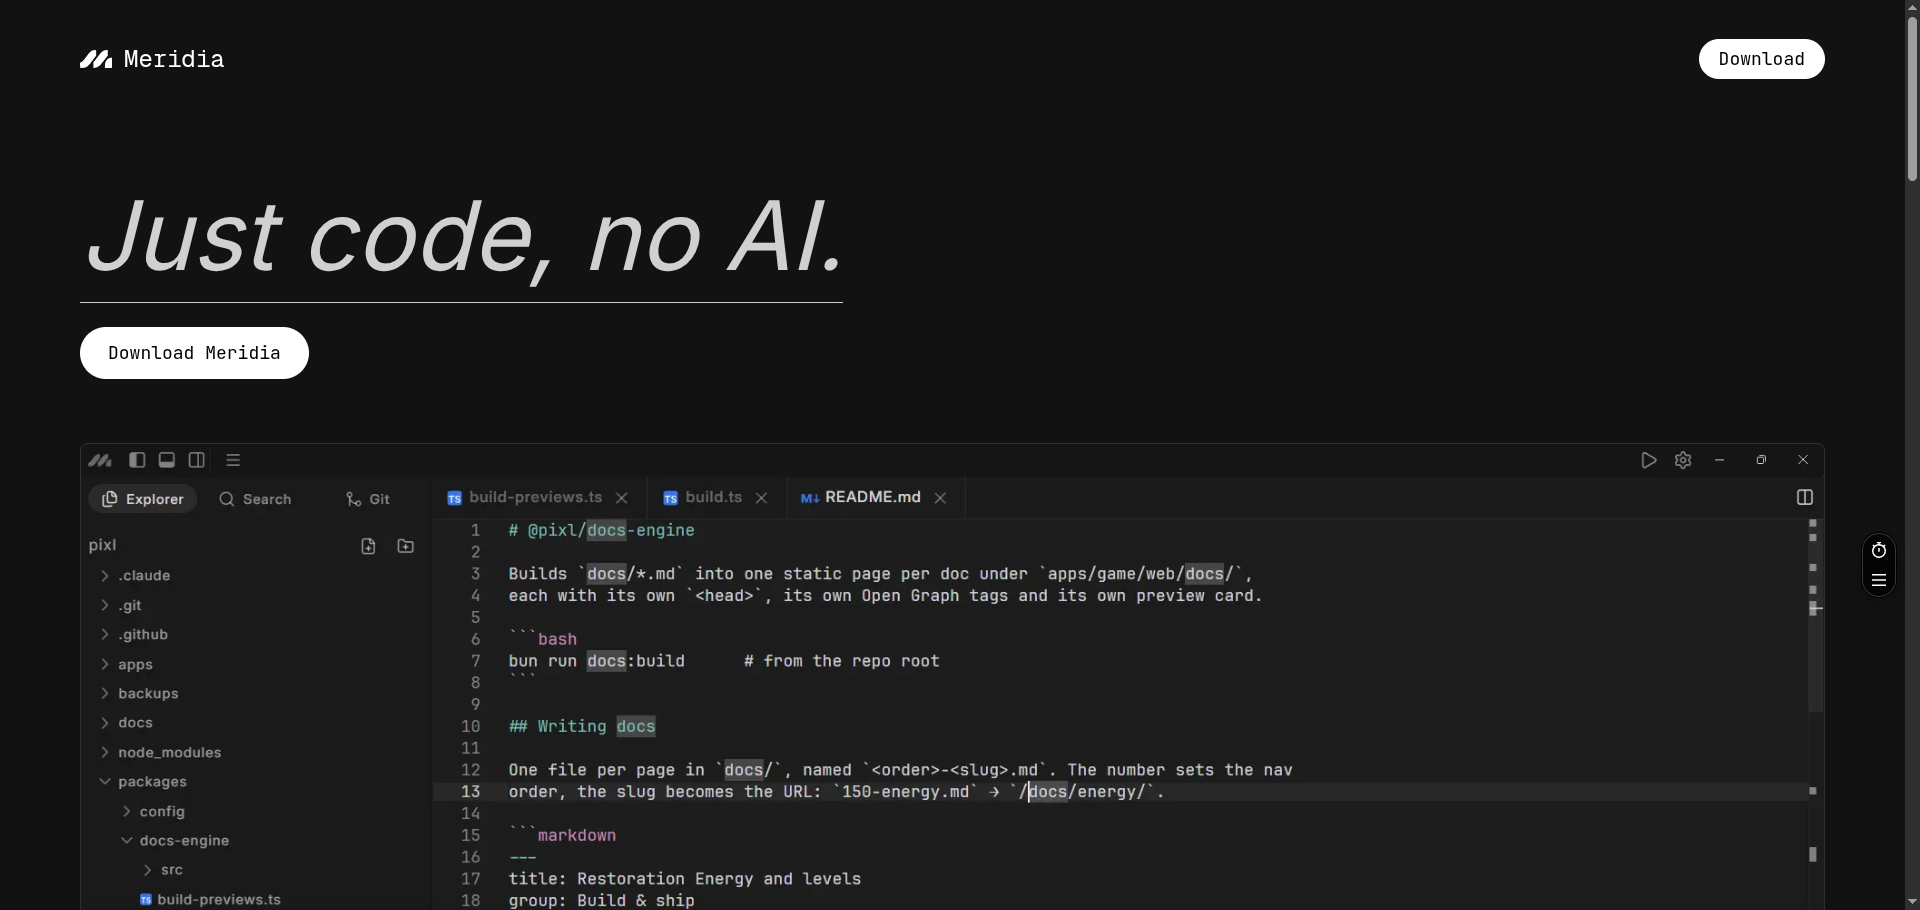 Meridia
Download
Just code, no AI.
Download Meridia
Explorer
Search
Git
pixl
.claude
.git
.github
apps
backups
docs
node_modules
packages
config
docs-engine
src
TS build-previews.ts
TS build-previews.ts
TS build.ts
M↓ README.md
1 # @pixl/docs-engine
2
3 Builds `docs/*.md` into one static page per doc under `apps/game/web/docs/`,
4 each with its own `<head>`, its own Open Graph tags and its own preview card.
5
6 ```bash
7 bun run docs:build      # from the repo root
8 ```
9
10 ## Writing docs
11
12 One file per page in `docs/`, named `<order>-<slug>.md`. The number sets the nav
13 order, the slug becomes the URL: `150-energy.md` → `/docs/energy/`.
14
15 ```markdown
16 ---
17 title: Restoration Energy and levels
18 group: Build & ship